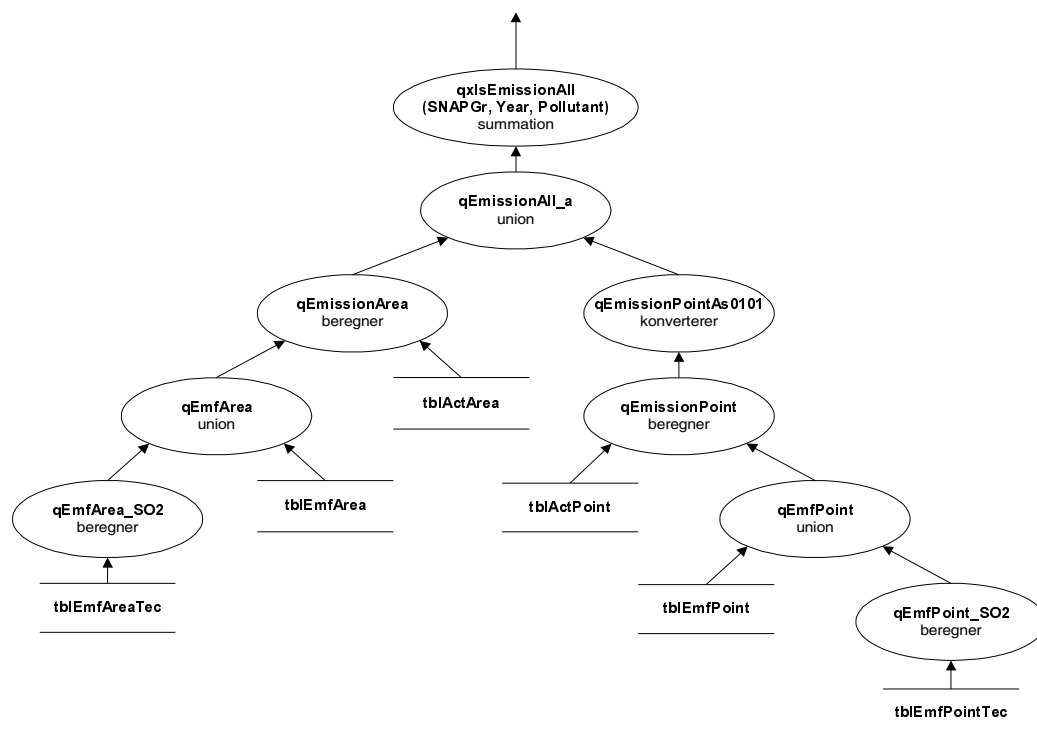 qxlsEmissionAll
(SNAPGr, Year, Pollutant)
summation
qEmissionAll_a
union
qEmissionArea
beregner
qEmissionPointAs0101
konverterer
tblActArea
qEmfArea
union
qEmissionPoint
beregner
qEmfArea_SO2
beregner
tblEmfArea
tblActPoint
qEmfPoint
union
tblEmfAreaTec
tblEmfPoint
qEmfPoint_SO2
beregner
tblEmfPointTec